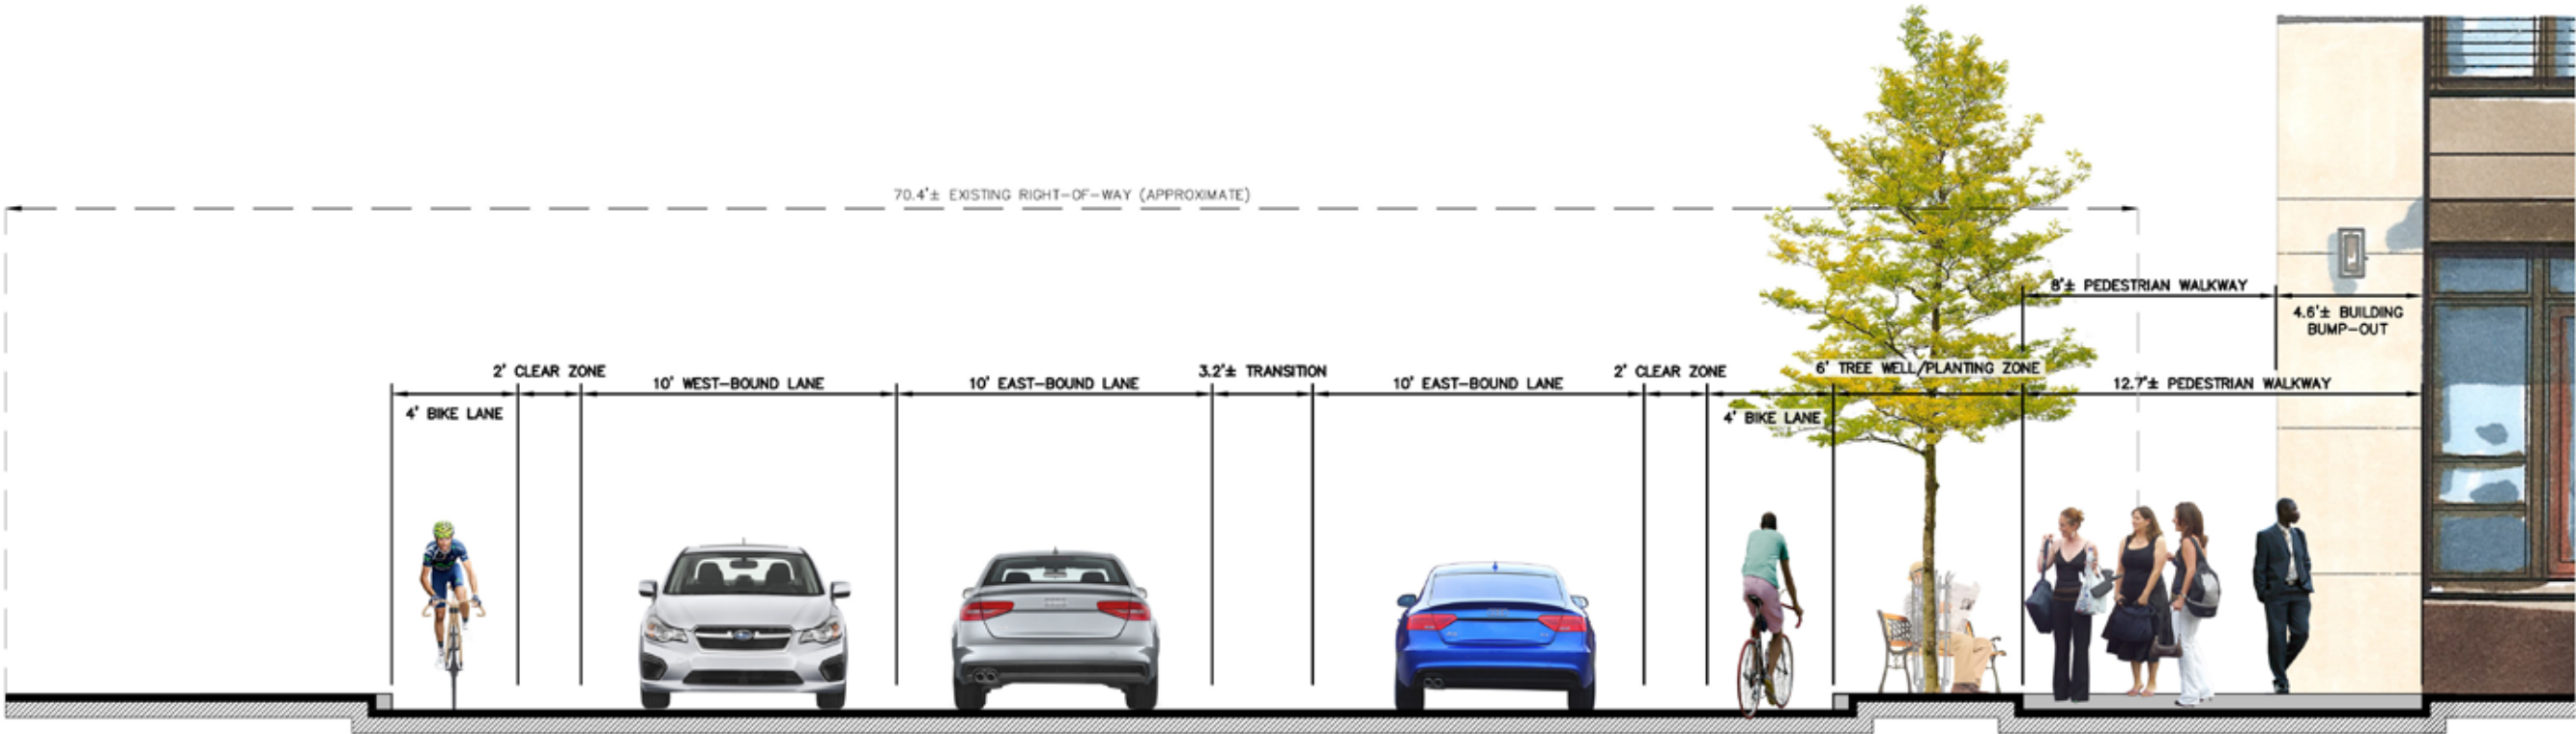 70.4'± EXISTING RIGHT-OF-WAY (APPROXIMATE)
8'± PEDESTRIAN WALKWAY
4.6'± BUILDING
BUMP-OUT
2' CLEAR ZONE
10' WEST-BOUND LANE
10' EAST-BOUND LANE
3.2'± TRANSITION
10' EAST-BOUND LANE
2' CLEAR ZONE
6' TREE WELL/PLANTING ZONE
12.7'± PEDESTRIAN WALKWAY
4' BIKE LANE
4' BIKE LANE